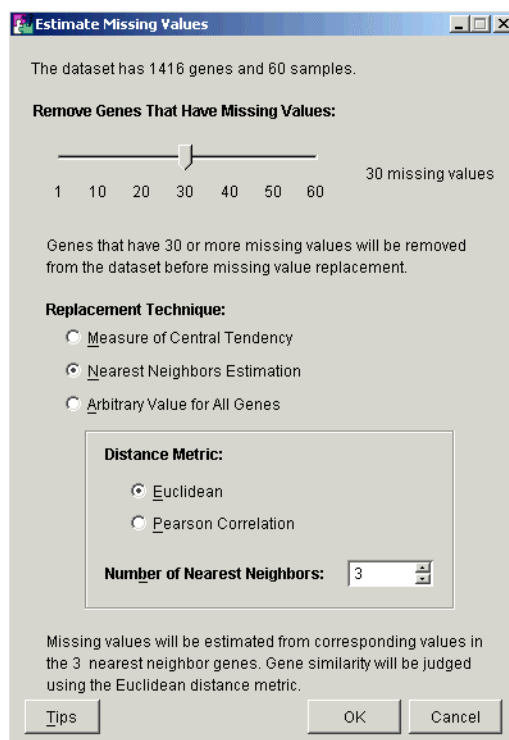 Estimate Missing Values
The dataset has 1416 genes and 60 samples.
Remove Genes That Have Missing Values:
30 missing values
1 10 20 30 40 50 60
Genes that have 30 or more missing values will be removed
from the dataset before missing value replacement.
Replacement Technique:
Measure of Central Tendency
Nearest Neighbors Estimation
Arbitrary Value for All Genes
Distance Metric:
Euclidean
Pearson Correlation
Number of Nearest Neighbors: 3
Missing values will be estimated from corresponding values in
the 3 nearest neighbor genes. Gene similarity will be judged
using the Euclidean distance metric.
Tips OK Cancel